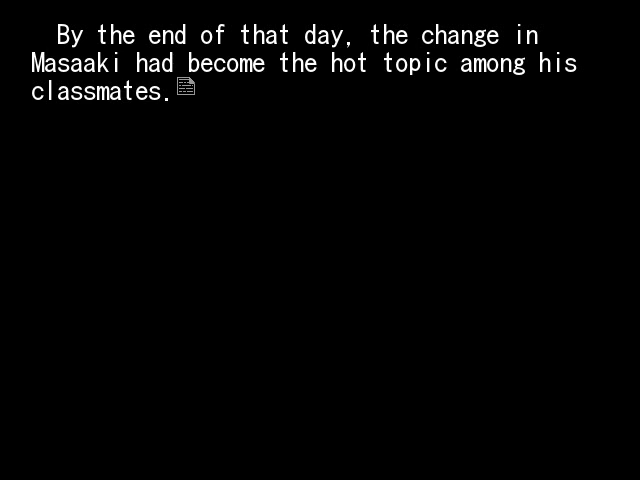 By the end of that day, the change in
Masaaki had become the hot topic among his
classmates.